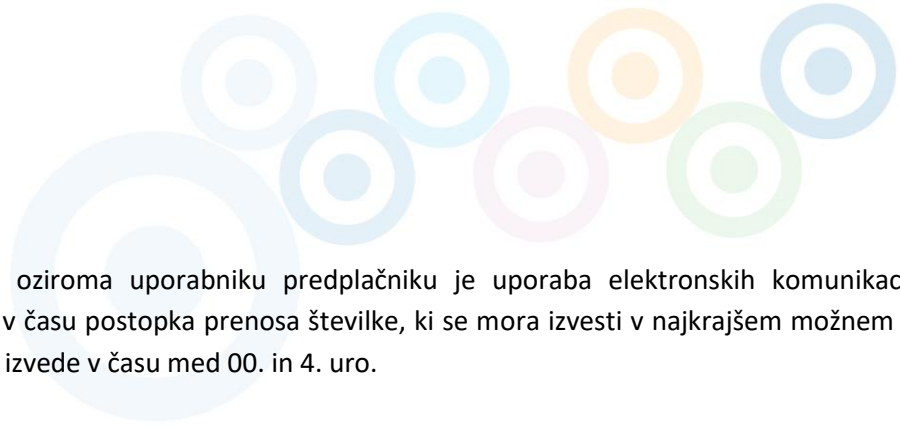 oziroma uporabniku predplačniku je uporaba elektronskih
v času postopka prenosa številke, ki se mora izvesti v najkrajšem možnem
izvede v času med 00. in 4. uro.